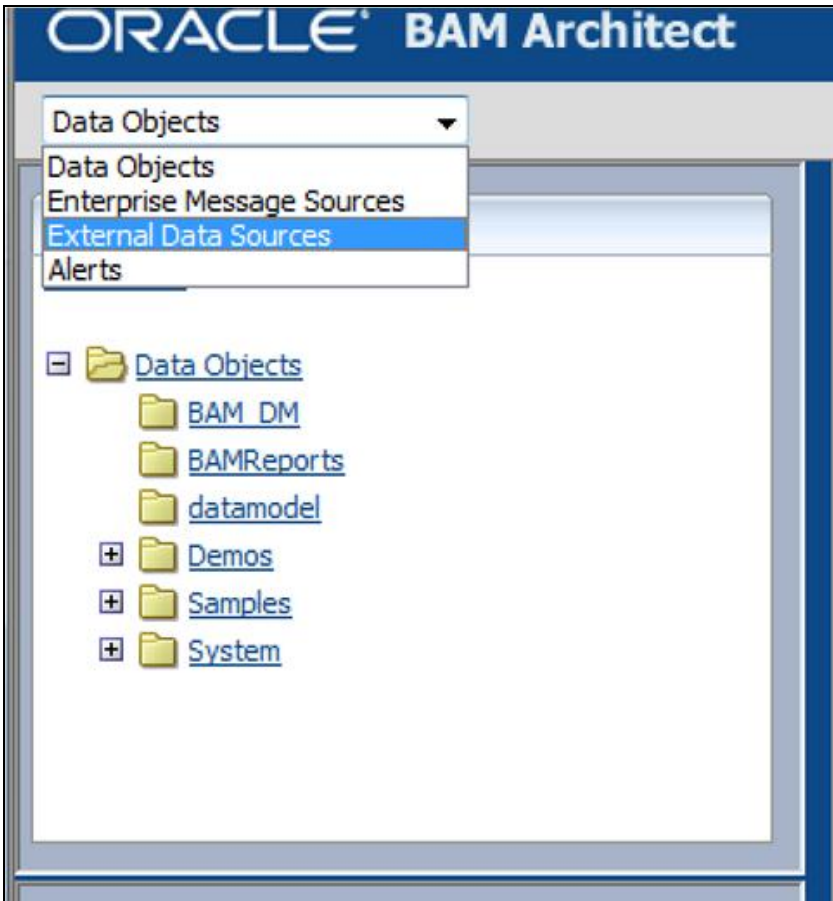 ORACLE BAM Architect
Data Objects
Data Objects
Enterprise Message Sources
External Data Sources
Alerts
Data Objects
BAM_DM
BAMReports
datamodel
Demos
Samples
System